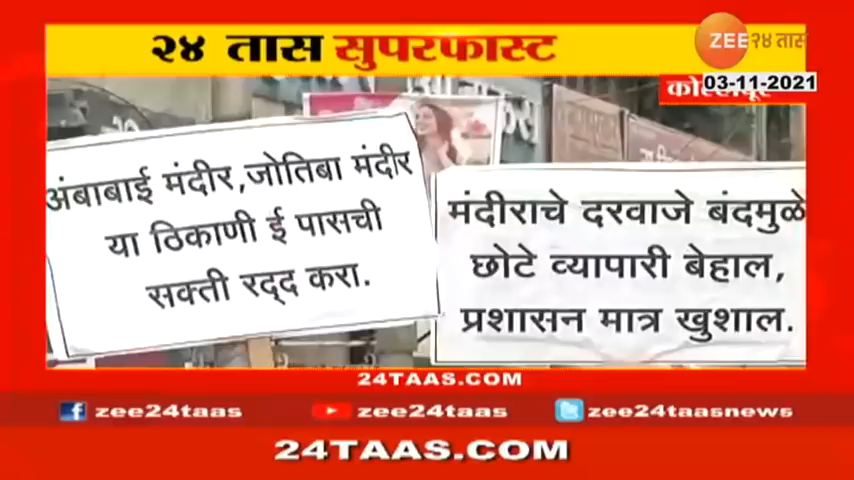 २४ तास सुपरफास्ट
ZEE २४ तास
03-11-2021
कोल्हापूर
अंबाबाई मंदीर,जोतिबा मंदीर
या ठिकाणी ई पासची
सक्ती रद्द करा.
मंदीराचे दरवाजे बंदमुळे
छोटे व्यापारी बेहाल,
प्रशासन मात्र खुशाल.
24TAAS.COM
zee24taas
zee24taas
zee24taasnews
24TAAS.COM